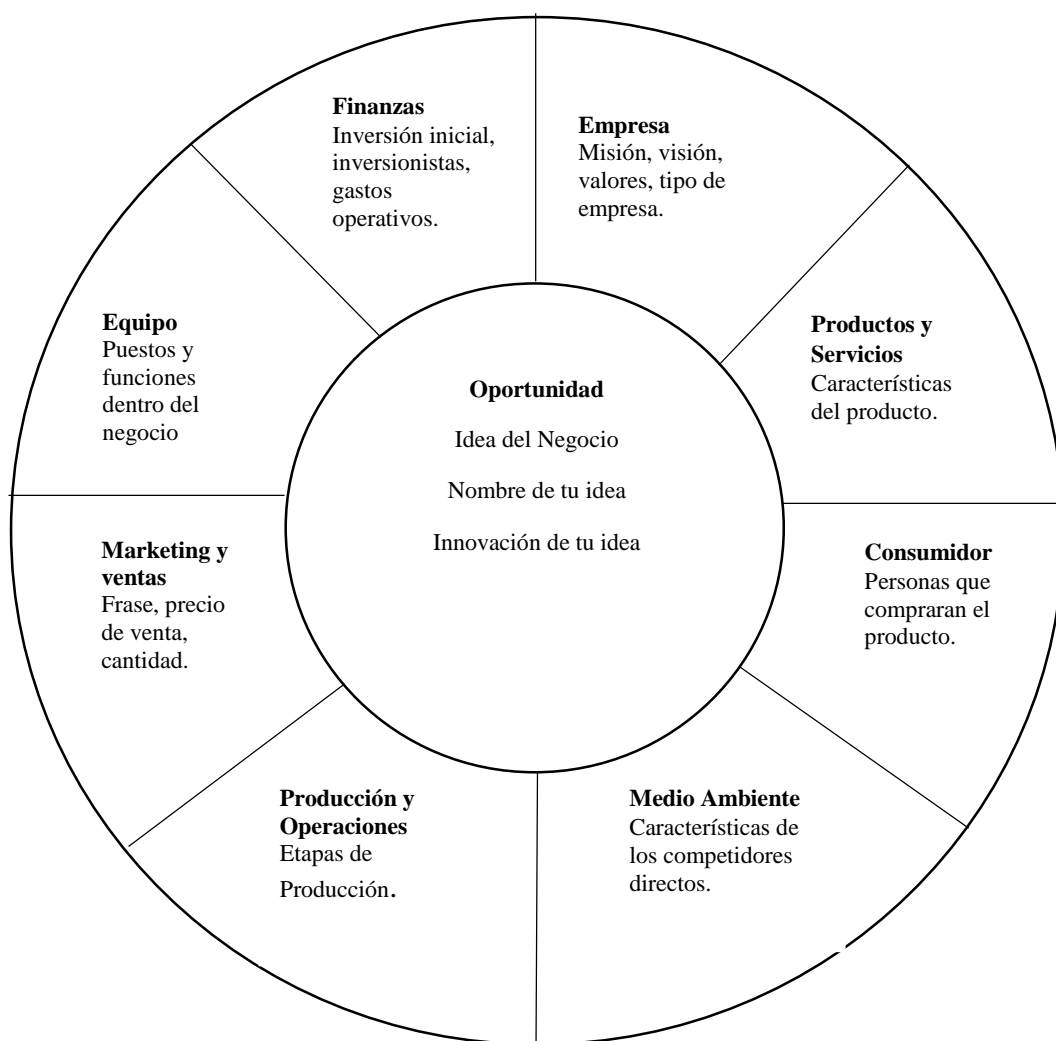 Finanzas
Inversión inicial,
inversionistas,
gastos
operativos.
Empresa
Misión, visión,
valores, tipo de
empresa.
Equipo
Puestos y
funciones
dentro del
negocio
Productos y
Servicios
Características
del producto.
Oportunidad
Idea del Negocio
Nombre de tu idea
Innovación de tu idea
Marketing y
ventas
Frase, precio
de venta,
cantidad.
Consumidor
Personas que
compraran el
producto.
Producción y
Operaciones
Etapas de
Producción.
Medio Ambiente
Características de
los competidores
directos.